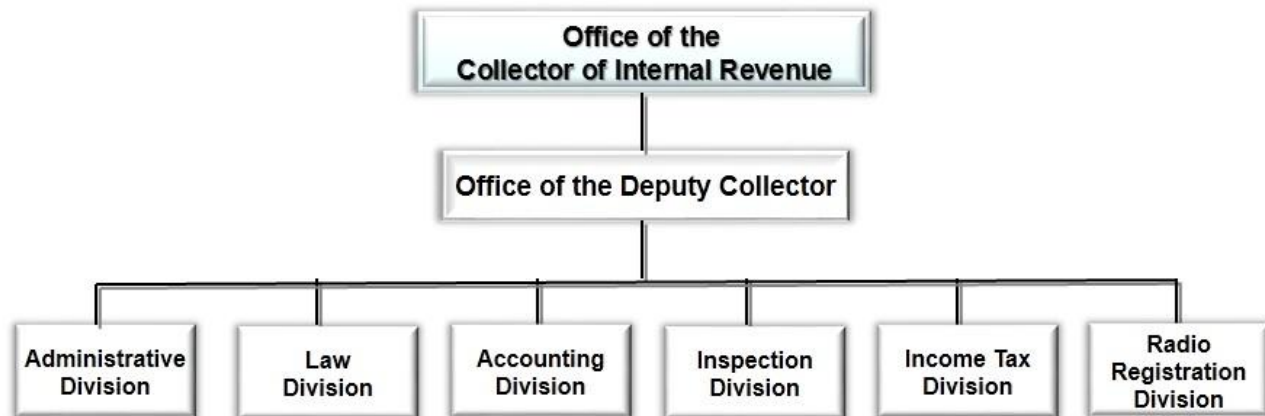 Office of the
Collector of Internal Revenue
Office of the Deputy Collector
Administrative
Division
Law
Division
Accounting
Division
Inspection
Division
Income Tax
Division
Radio
Registration
Division